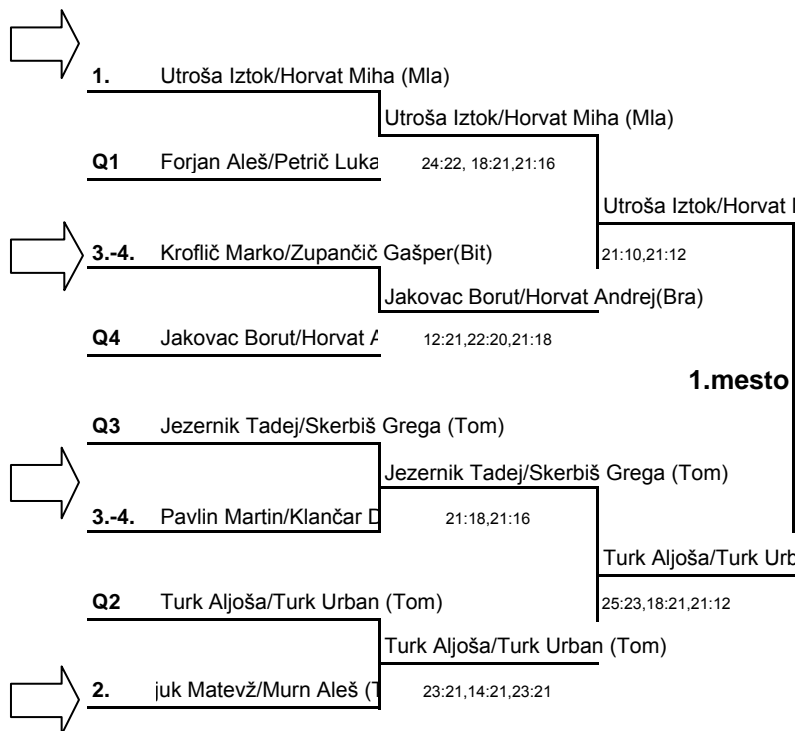 1. Utroša Iztok/Horvat Miha (Mla)
Utroša Iztok/Horvat Miha (Mla)
Q1 Forjan Aleš/Petrič Luka 24:22, 18:21,21:16
Utroša Iztok/Horvat
3.-4. Kroflič Marko/Zupančič Gašper(Bit) 21:10,21:12
Jakovac Borut/Horvat Andrej(Bra)
Q4 Jakovac Borut/Horvat 12:21,22:20,21:18
1.mesto
Q3 Jezernik Tadej/Skerbiš Grega (Tom)
Jezernik Tadej/Skerbiš Grega (Tom)
3.-4. Pavlin Martin/Klančar 21:18,21:16
Turk Aljoša/Turk Urb
Q2 Turk Aljoša/Turk Urban (Tom) 25:23,18:21,21:12
Turk Aljoša/Turk Urban (Tom)
2. juk Matevž/Murn Aleš ( 23:21,14:21,23:21